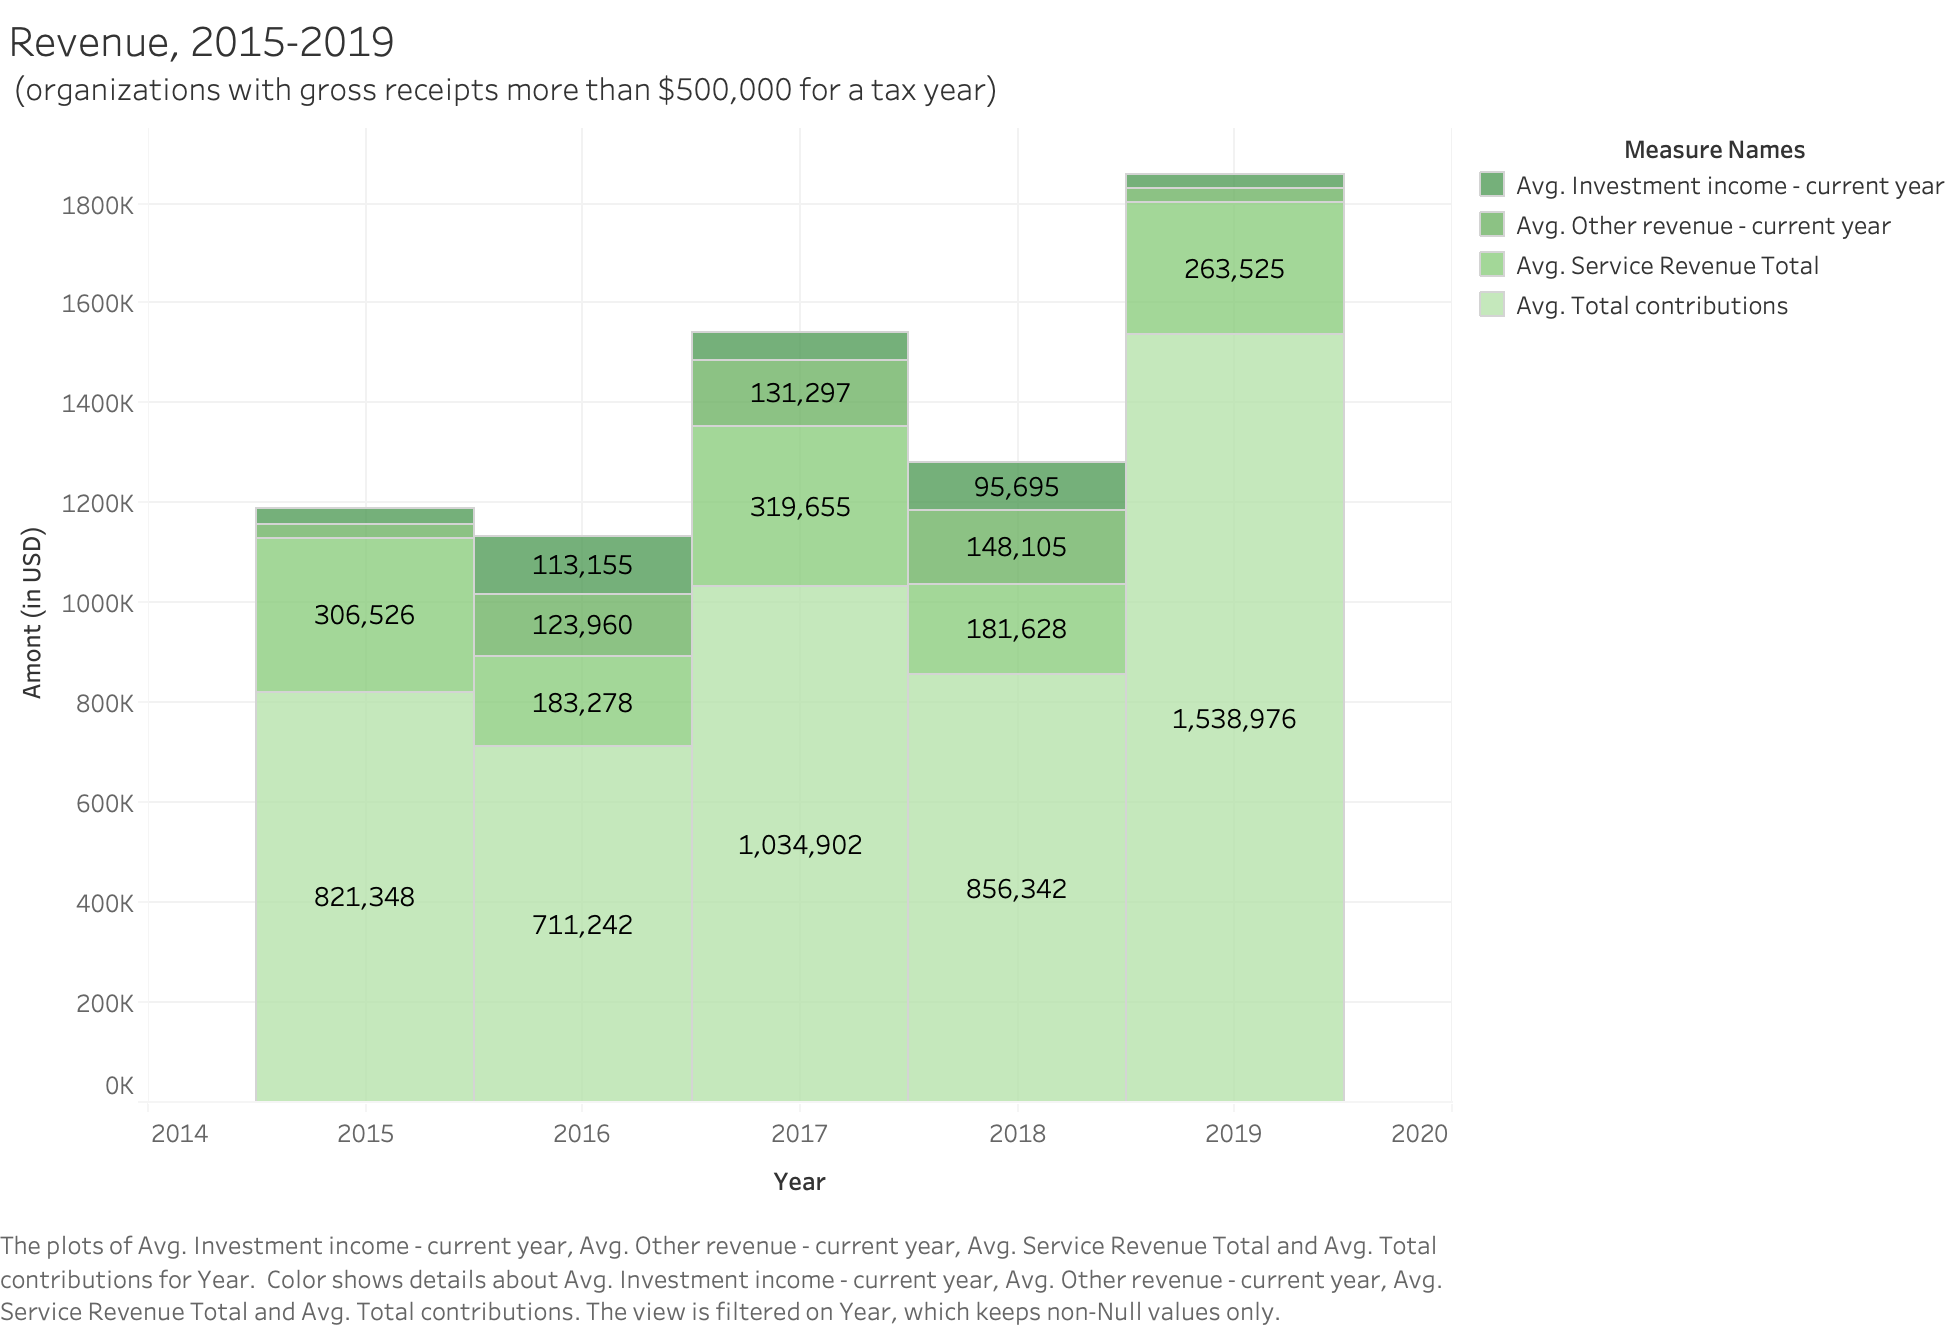 Revenue, 2015-2019
(organizations with gross receipts more than $500,000 for a tax year)
Measure Names
Avg. Investment income - current year
Avg. Other revenue - current year
Avg. Service Revenue Total
Avg. Total contributions
Amont (in USD)
1800K
1600K
1400K
1200K
1000K
800K
600K
400K
200K
0K
306,526
821,348
113,155
123,960
183,278
711,242
131,297
319,655
1,034,902
95,695
148,105
181,628
856,342
263,525
1,538,976
2014
2015
2016
2017
2018
2019
2020
Year
The plots of Avg. Investment income - current year, Avg. Other revenue - current year, Avg. Service Revenue Total and Avg. Total
contributions for Year.  Color shows details about Avg. Investment income - current year, Avg. Other revenue - current year, Avg.
Service Revenue Total and Avg. Total contributions. The view is filtered on Year, which keeps non-Null values only.